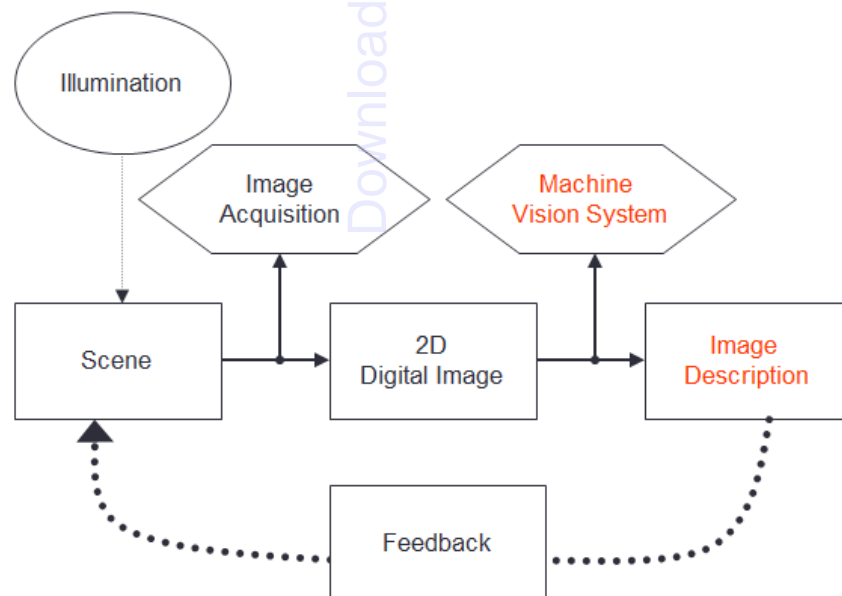 Illumination
Download
Image
Acquisition
Machine
Vision System
Scene
2D
Digital Image
Image
Description
Feedback